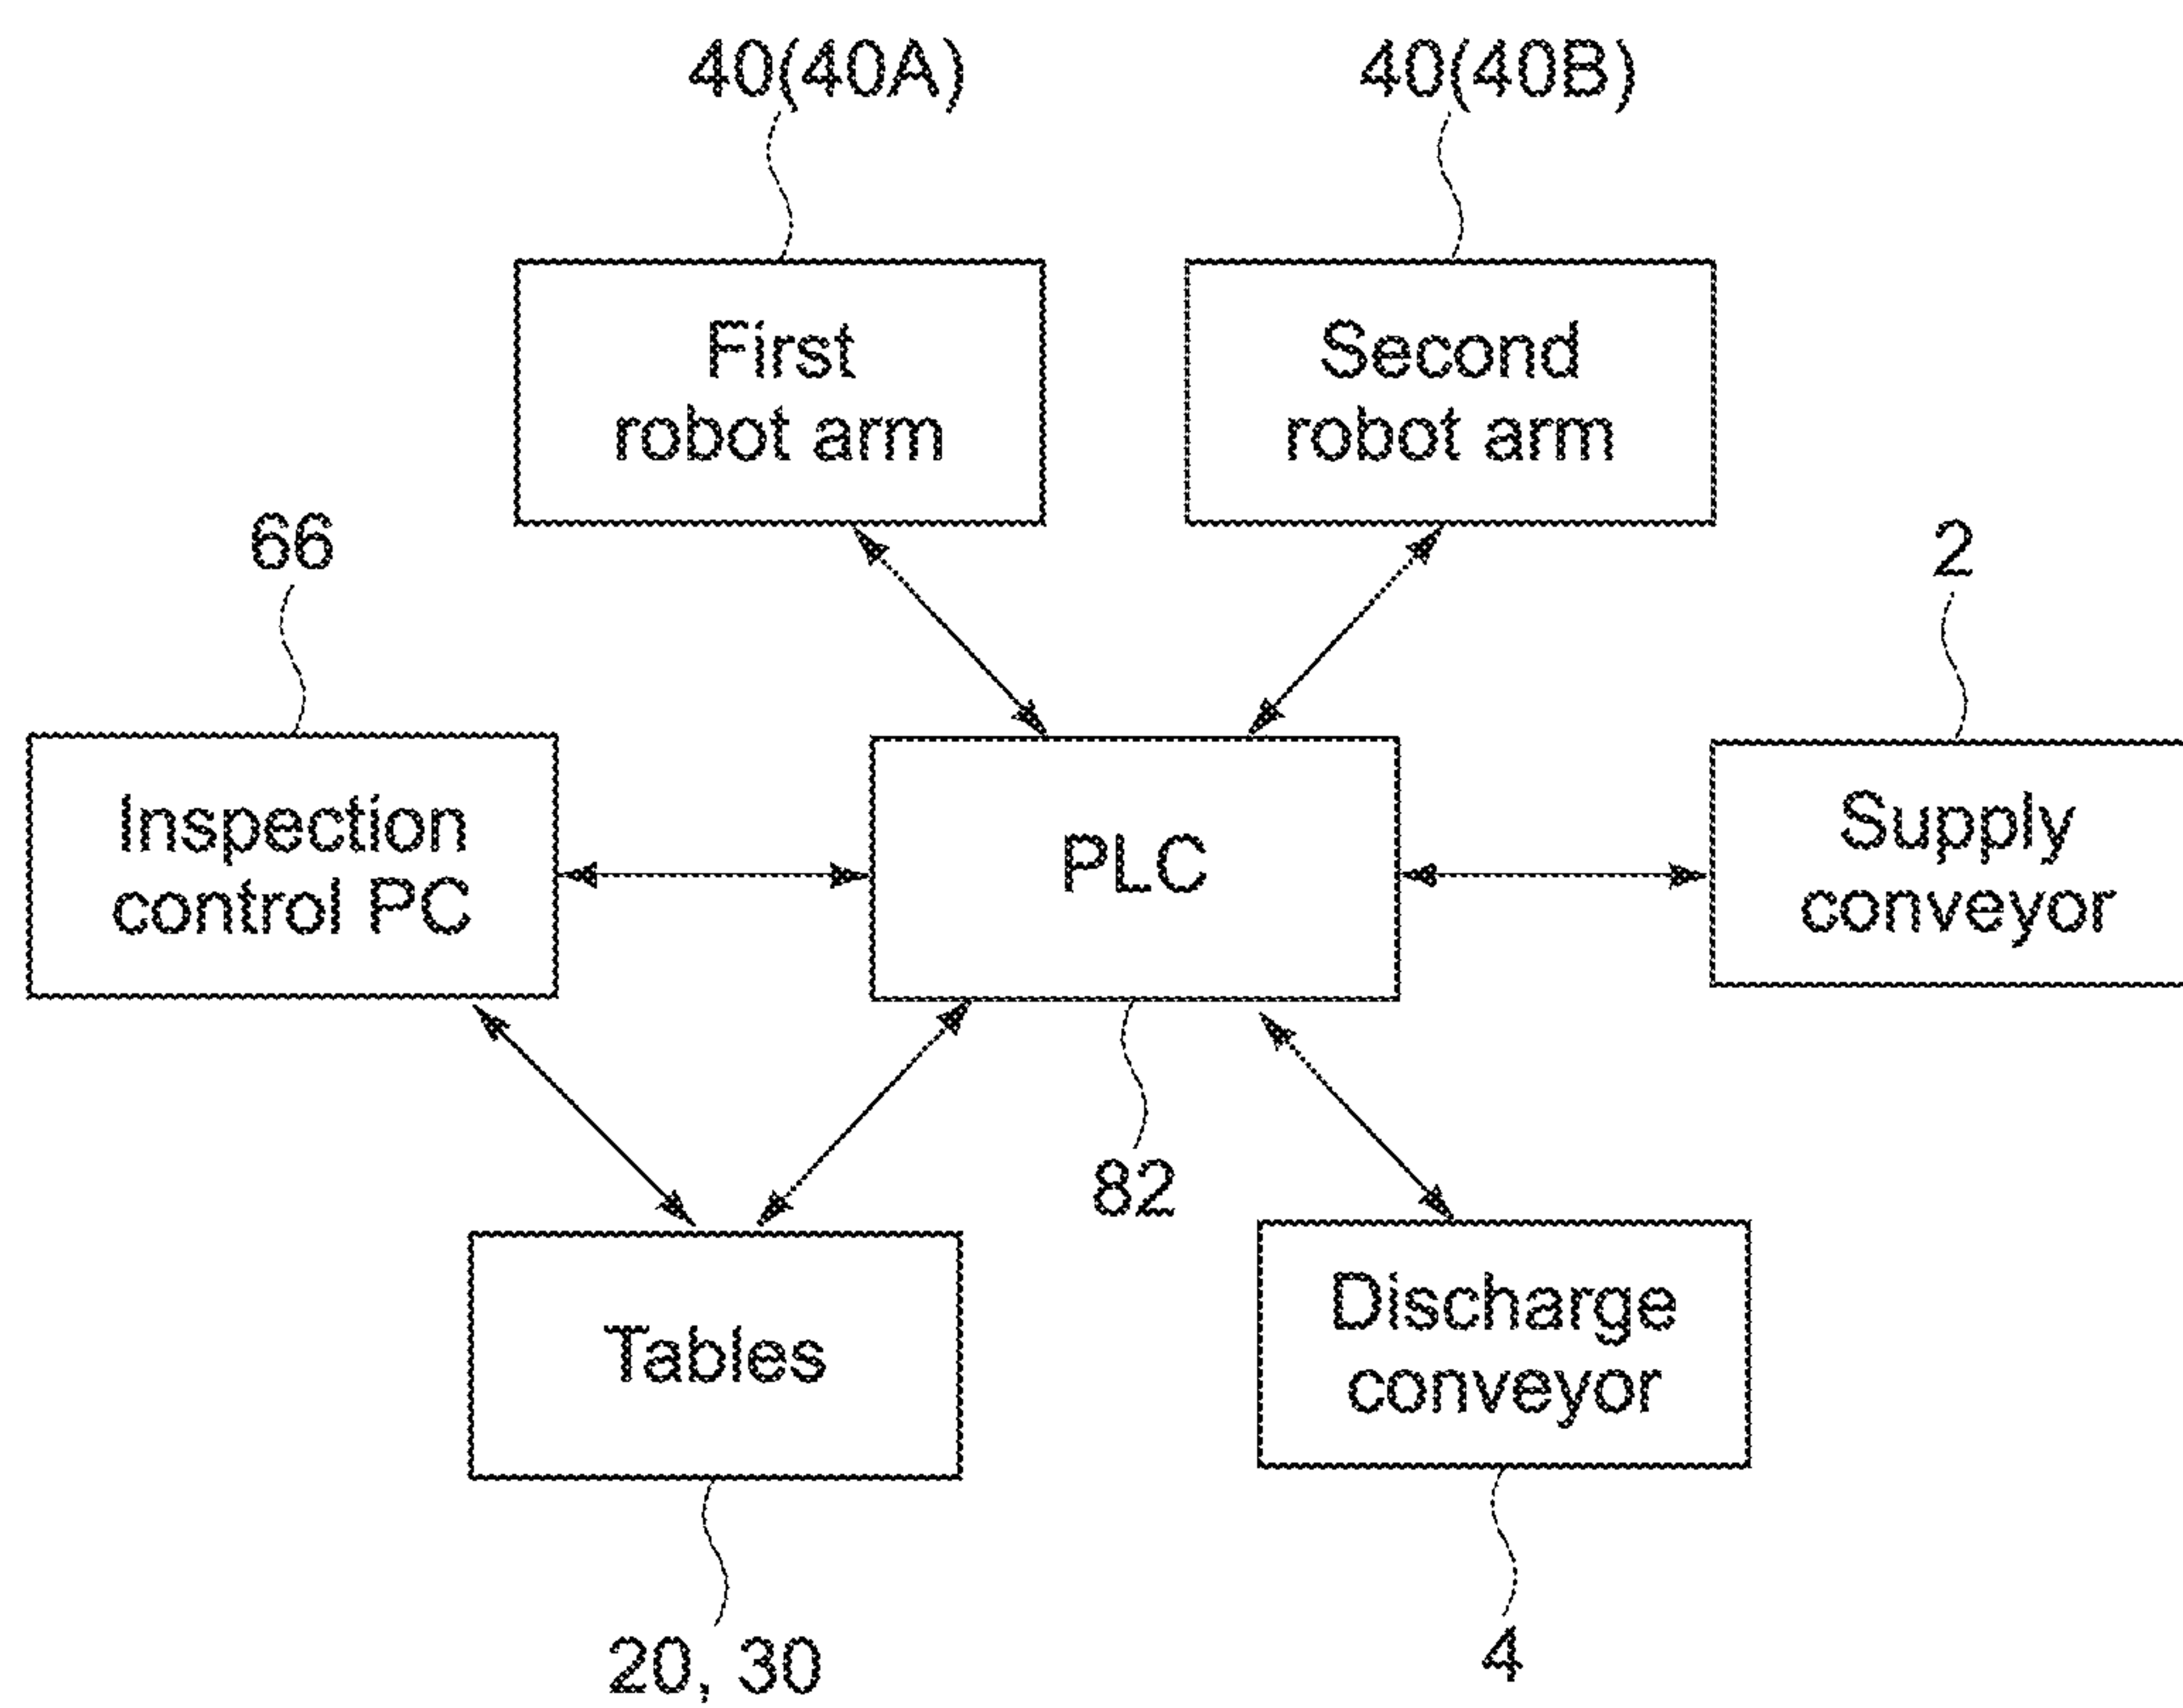 40(40A)
40(40B)
First
robot arm
Second
robot arm
66
2
Inspection
control PC
PLC
Supply
conveyor
82
Tables
Discharge
conveyor
20, 30
4